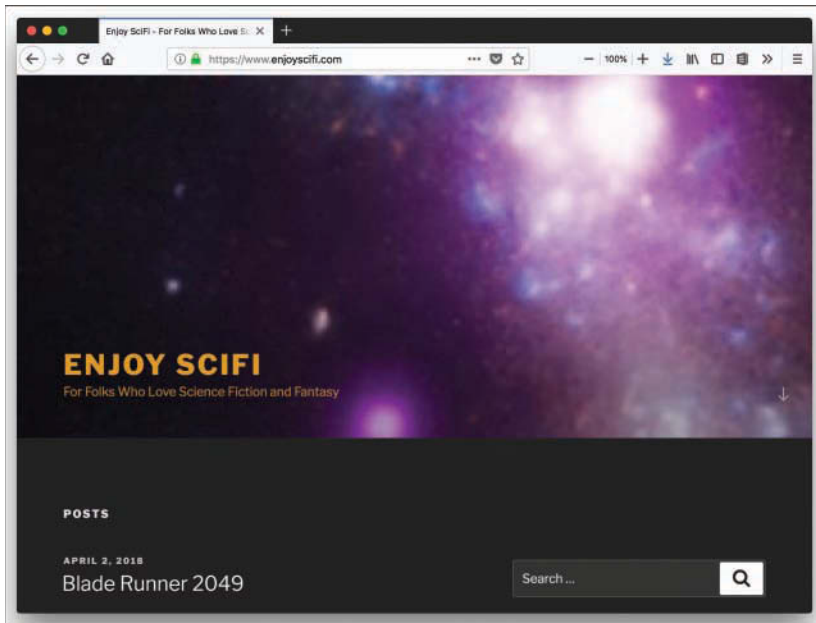 Enjoy SciFi - For Folks Who Love Sc
https://www.enjoyscifi.com
100%
ENJOY SCIFI
For Folks Who Love Science Fiction and Fantasy
POSTS
APRIL 2, 2018
Blade Runner 2049
Search ...